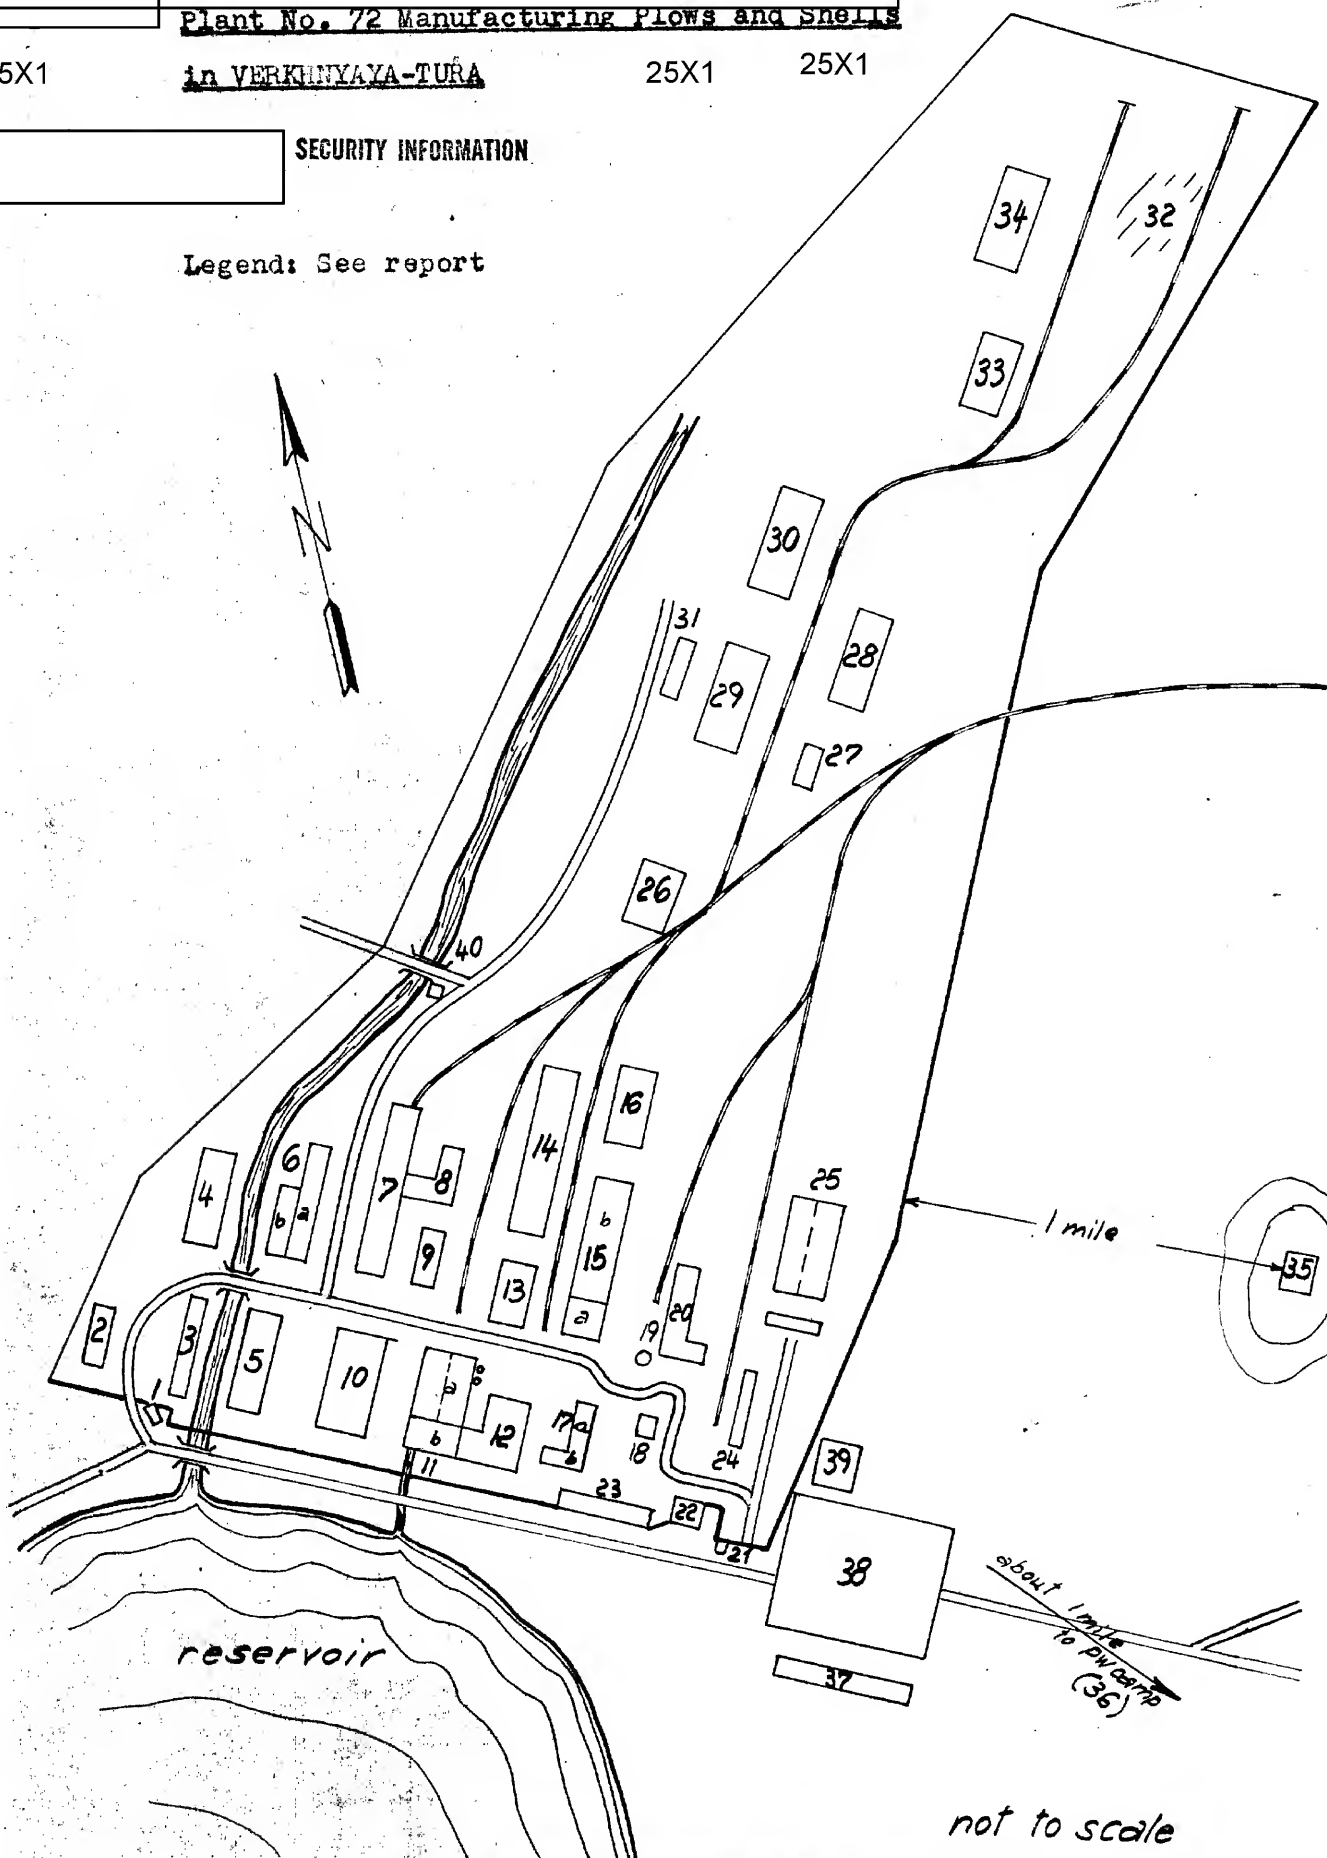 Plant No. 72 Manufacturing Plows and Shells
5X1
in VERKHNYAYA-TURA
25X1
25X1
SECURITY INFORMATION
Legend: See report
N
34
32
33
30
31
28
29
27
26
40
16
14
6
4
7
8
25
b
a
b
15
9
13
a
1 mile
35
2
3
5
10
19
20
1
a
12
17
a
b
b
11
18
24
39
23
22
21
38
about 1 mile
to PW camp
(36)
reservoir
37
not to scale